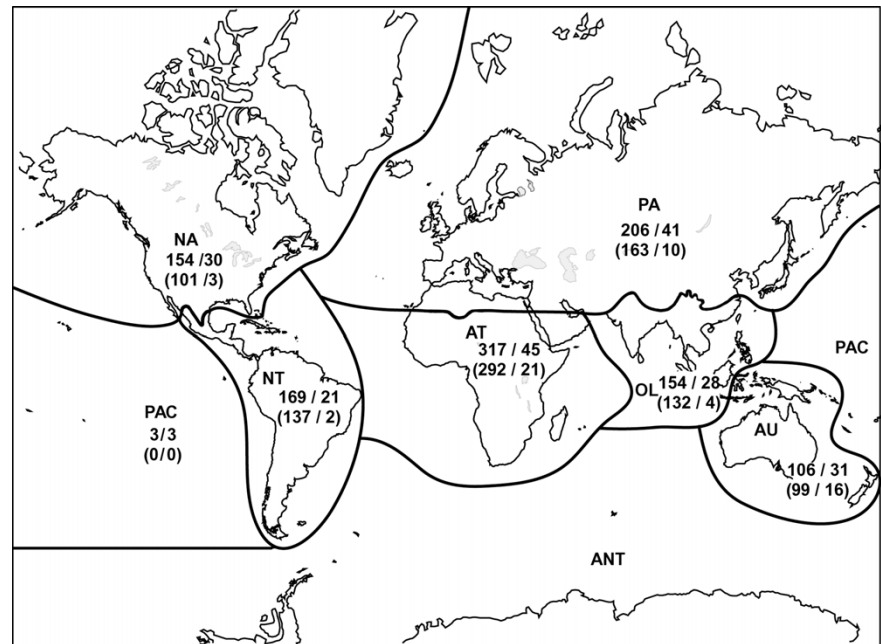 PA
206 / 41
(163 / 10)
NA
154 /30
(101 /3)
AT
317 / 45
(292 / 21)
PAC
NT
169 / 21
(137 / 2)
OL
154 / 28
(132 / 4)
PAC
3/3
(0/0)
AU
106 / 31
(99 / 16)
ANT